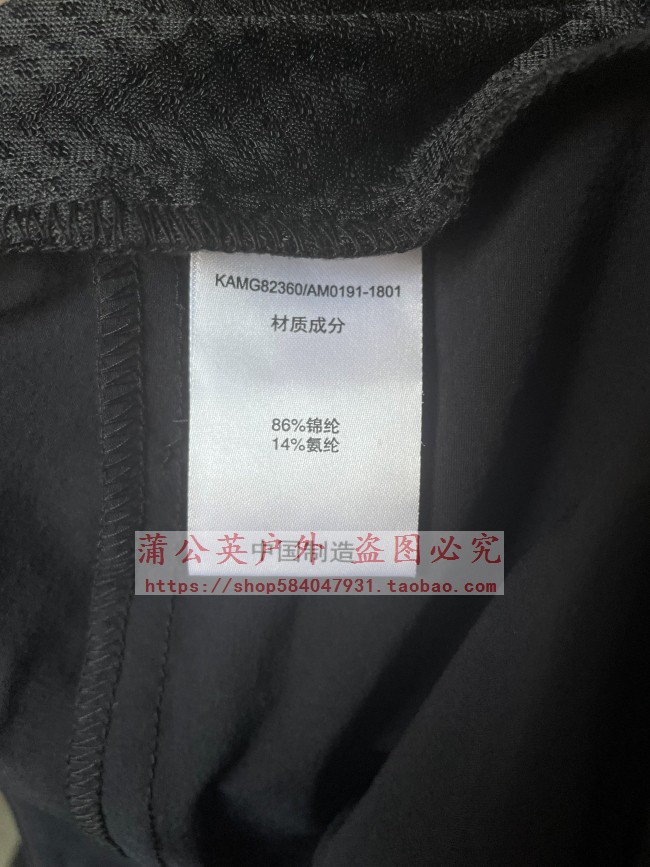 KAMG82360/AM0191-1801
材质成分
86%锦纶
14%氨纶
中国制造
蒲公英户外 盗图必究
https://shop584047931.taobao.com